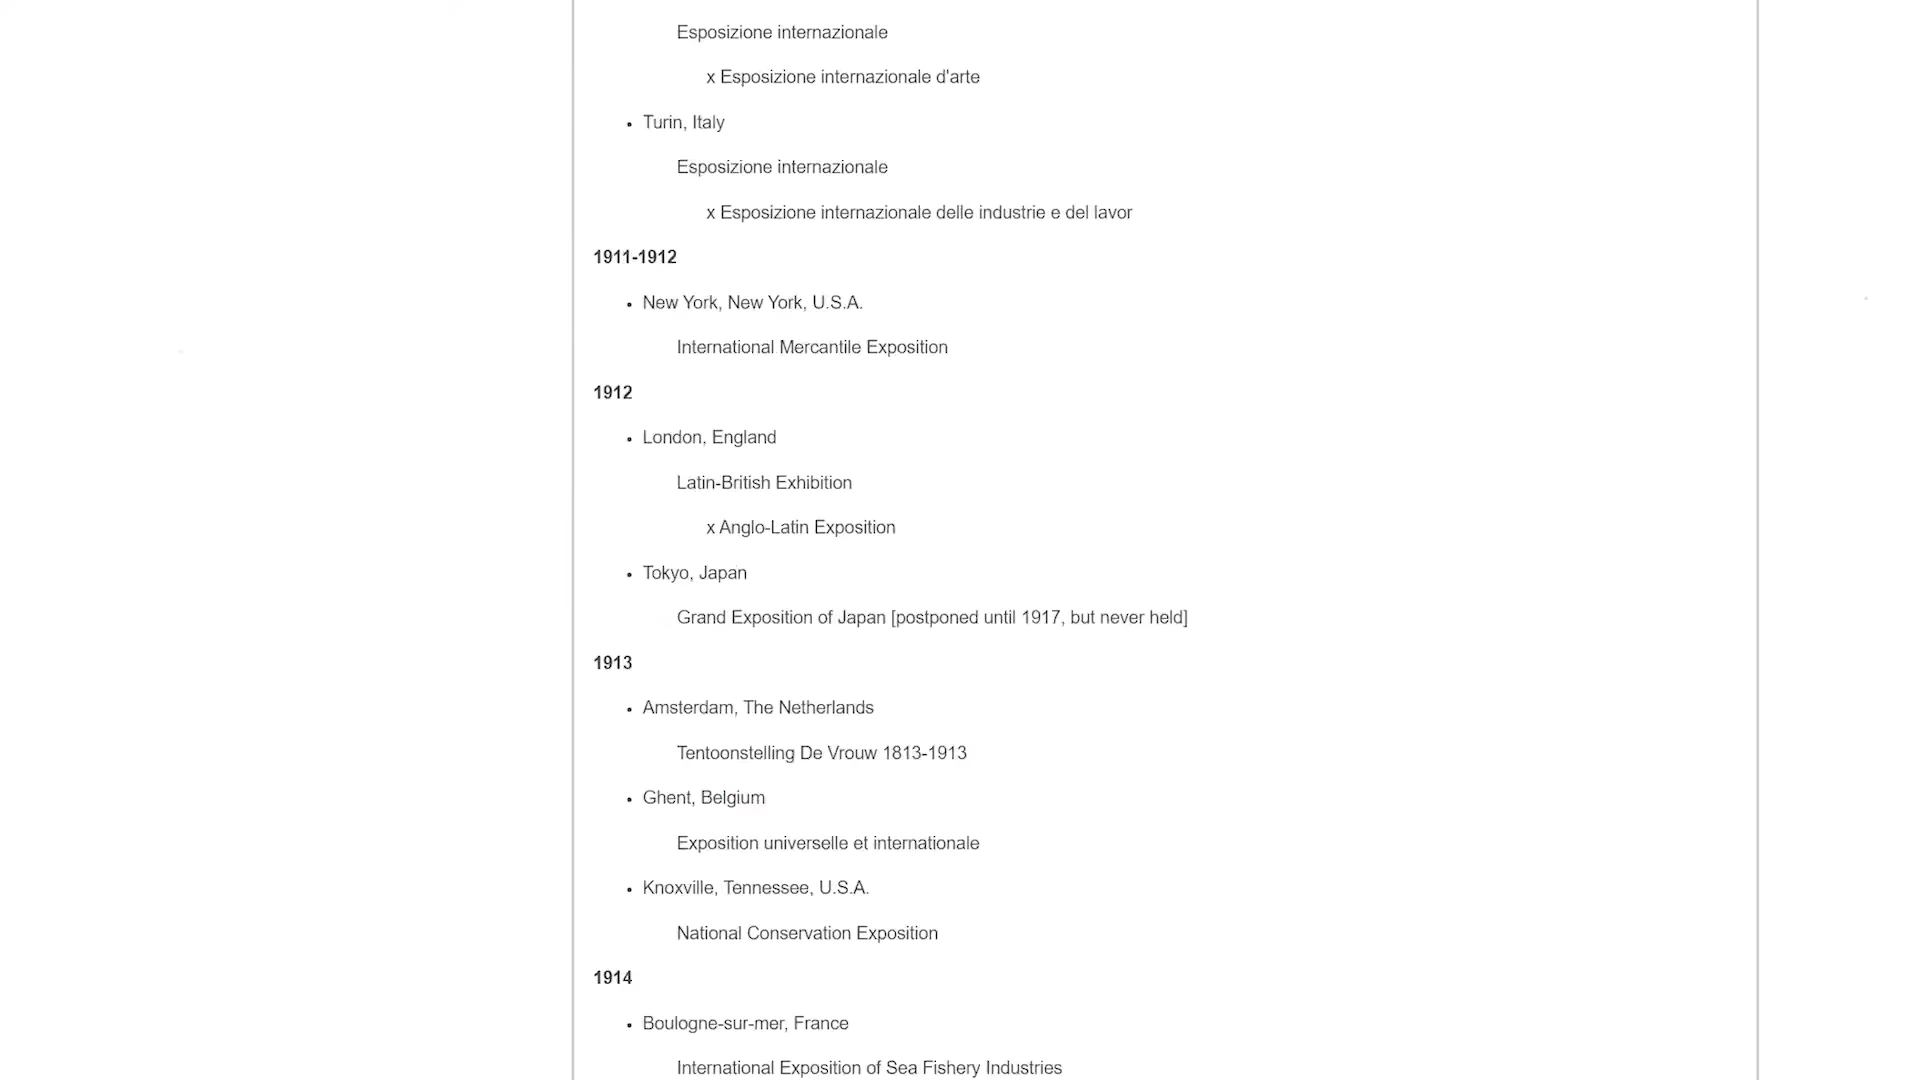 Esposizione internazionale
x Esposizione internazionale d'arte
• Turin, Italy
Esposizione internazionale
x Esposizione internazionale delle industrie e del lavor
1911-1912
• New York, New York, U.S.A.
International Mercantile Exposition
1912
• London, England
Latin-British Exhibition
x Anglo-Latin Exposition
• Tokyo, Japan
Grand Exposition of Japan [postponed until 1917, but never held]
1913
• Amsterdam, The Netherlands
Tentoonstelling De Vrouw 1813-1913
• Ghent, Belgium
Exposition universelle et internationale
• Knoxville, Tennessee, U.S.A.
National Conservation Exposition
1914
• Boulogne-sur-mer, France
International Exposition of Sea Fishery Industries